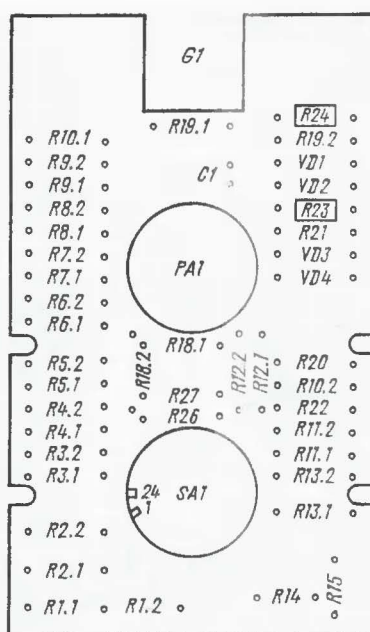 G1
R24
R19.1
R19.2
R10.1
R9.2
VD1
C1
R9.1
VD2
R8.2
R23
R8.1
R21
R7.2
VD3
PA1
R7.1
VD4
R6.2
R6.1
R18.1
R5.2
R18.2
R12.2
R12.1
R20
R5.1
R10.2
R27
R4.2
R22
R26
R4.1
R11.2
R3.2
R11.1
R3.1
R13.2
24
SA1
1
R13.1
R2.2
R2.1
R15
R14
R1.1
R1.2